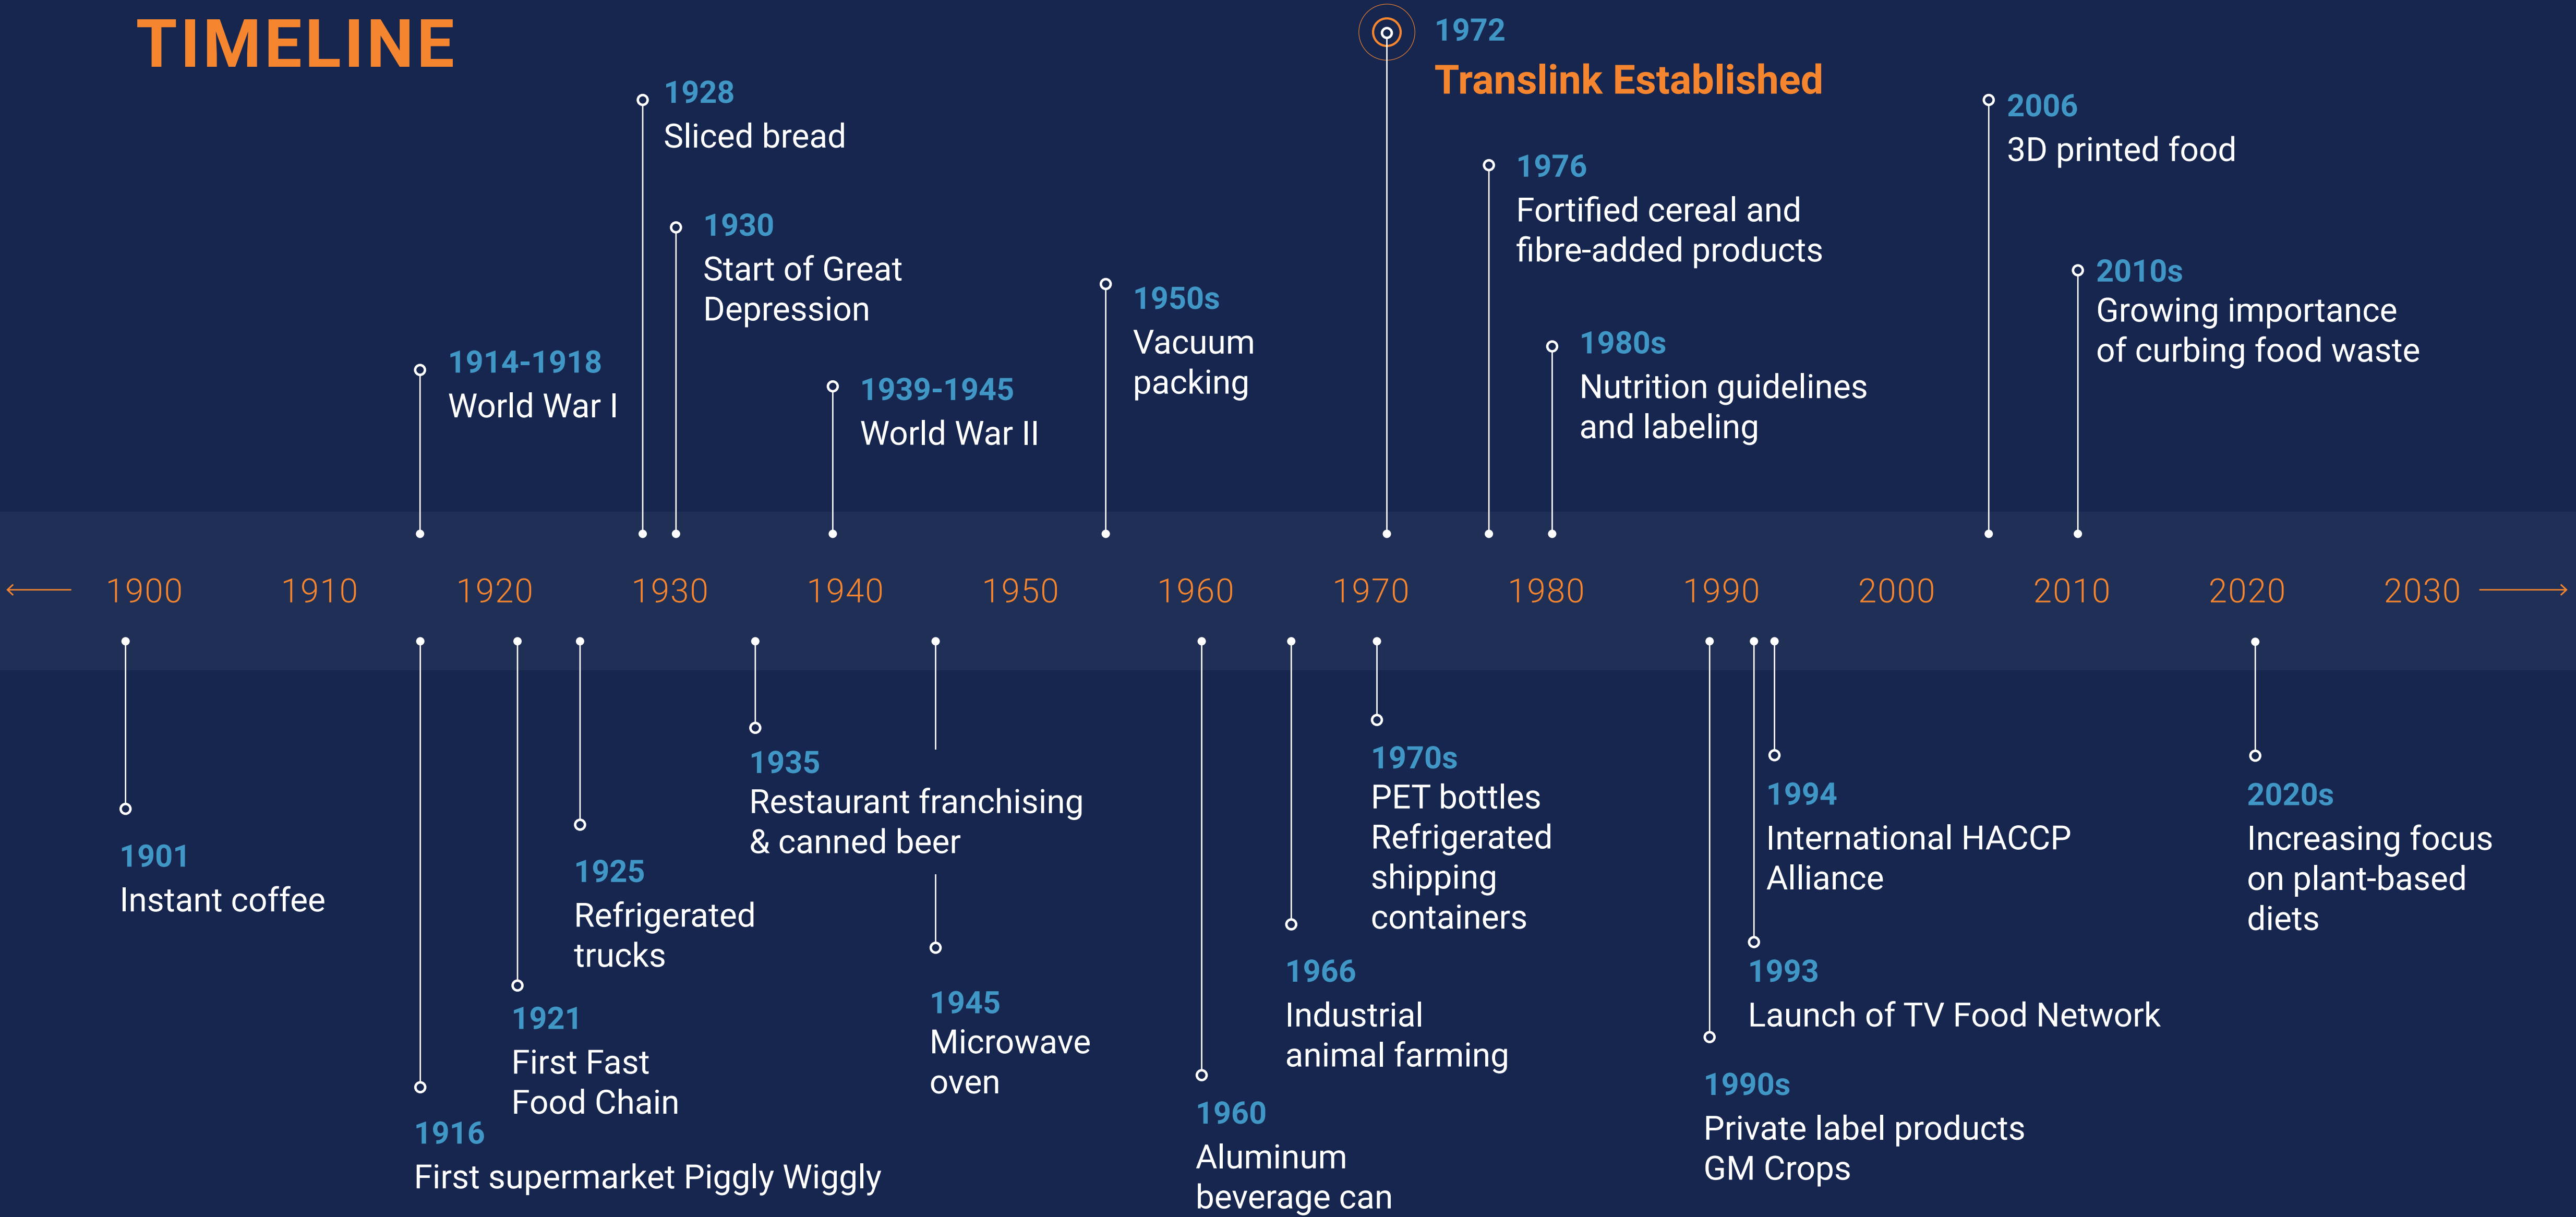 TIMELINE
1928
Sliced bread
1930
Start of Great
Depression
1914-1918
World War I
1939-1945
World War II
1950s
Vacuum
packing
1972
Translink Established
1976
Fortified cereal and
fibre-added products
1980s
Nutrition guidelines
and labeling
2006
3D printed food
2010s
Growing importance
of curbing food waste
1900 1910 1920 1930 1940 1950 1960 1970 1980 1990 2000 2010 2020 2030
1901
Instant coffee
1916
First supermarket Piggly Wiggly
1921
First Fast
Food Chain
1925
Refrigerated
trucks
1935
Restaurant franchising
& canned beer
1945
Microwave
oven
1960
Aluminum
beverage can
1966
Industrial
animal farming
1970s
PET bottles
Refrigerated
shipping
containers
1990s
Private label products
GM Crops
1993
Launch of TV Food Network
1994
International HACCP
Alliance
2020s
Increasing focus
on plant-based
diets